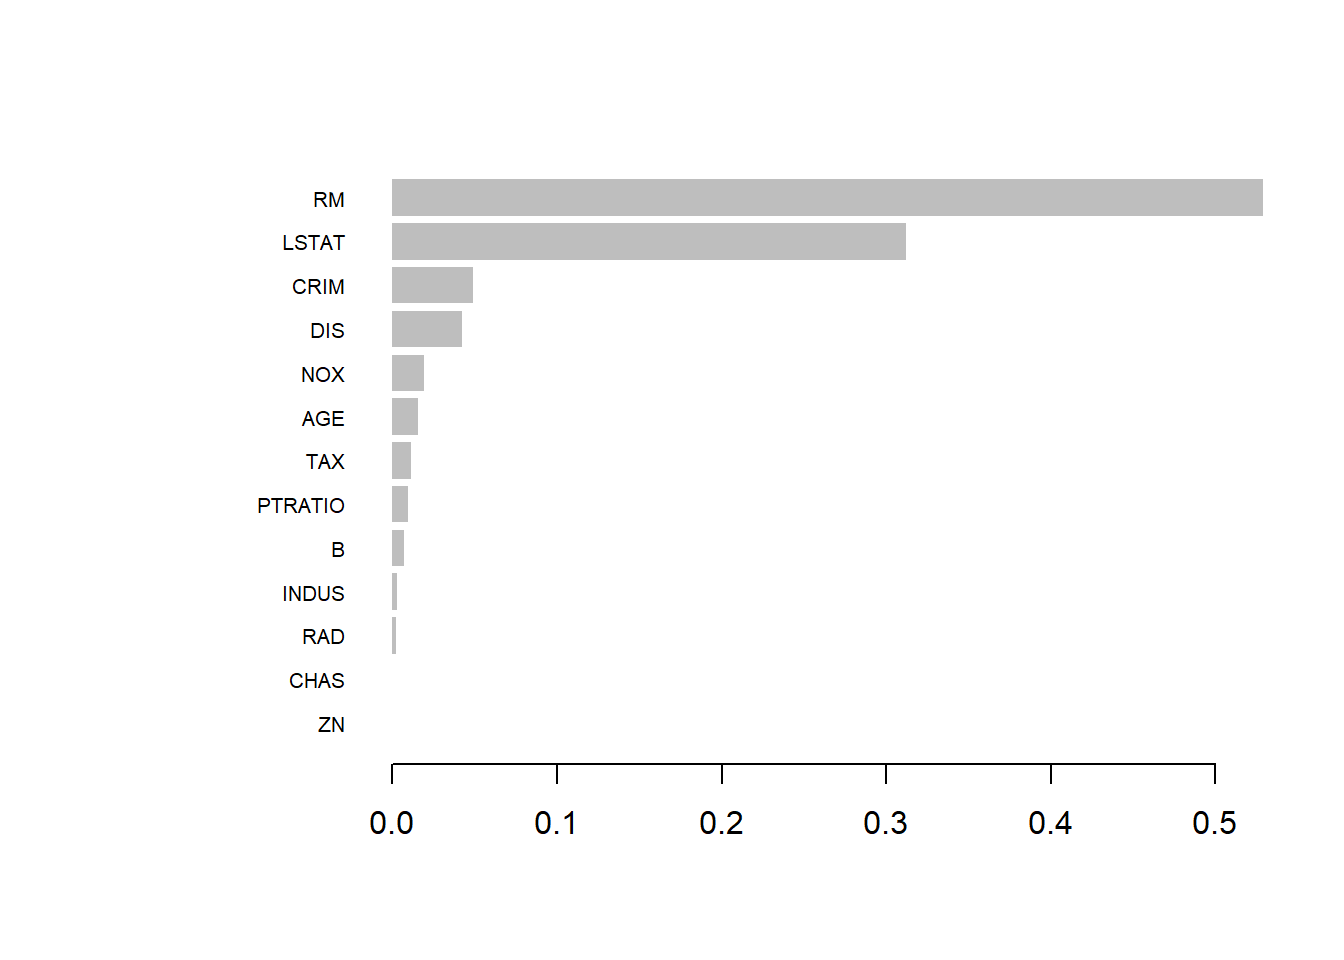 RM
LSTAT
CRIM
DIS
NOX
AGE
TAX
PTRATIO
B
INDUS
RAD
CHAS
ZN
0.0 0.1 0.2 0.3 0.4 0.5